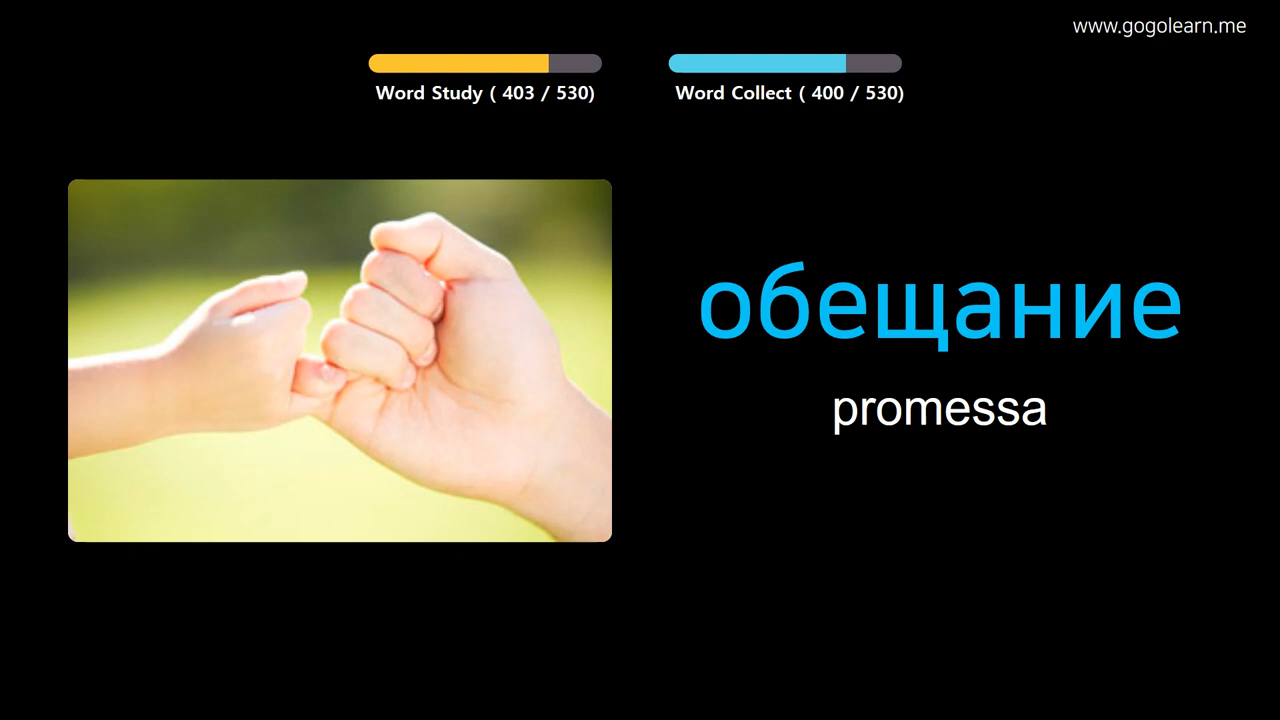 www.gogolearn.me
Word Study ( 403 / 530)
Word Collect ( 400 / 530)
обещание
promessa